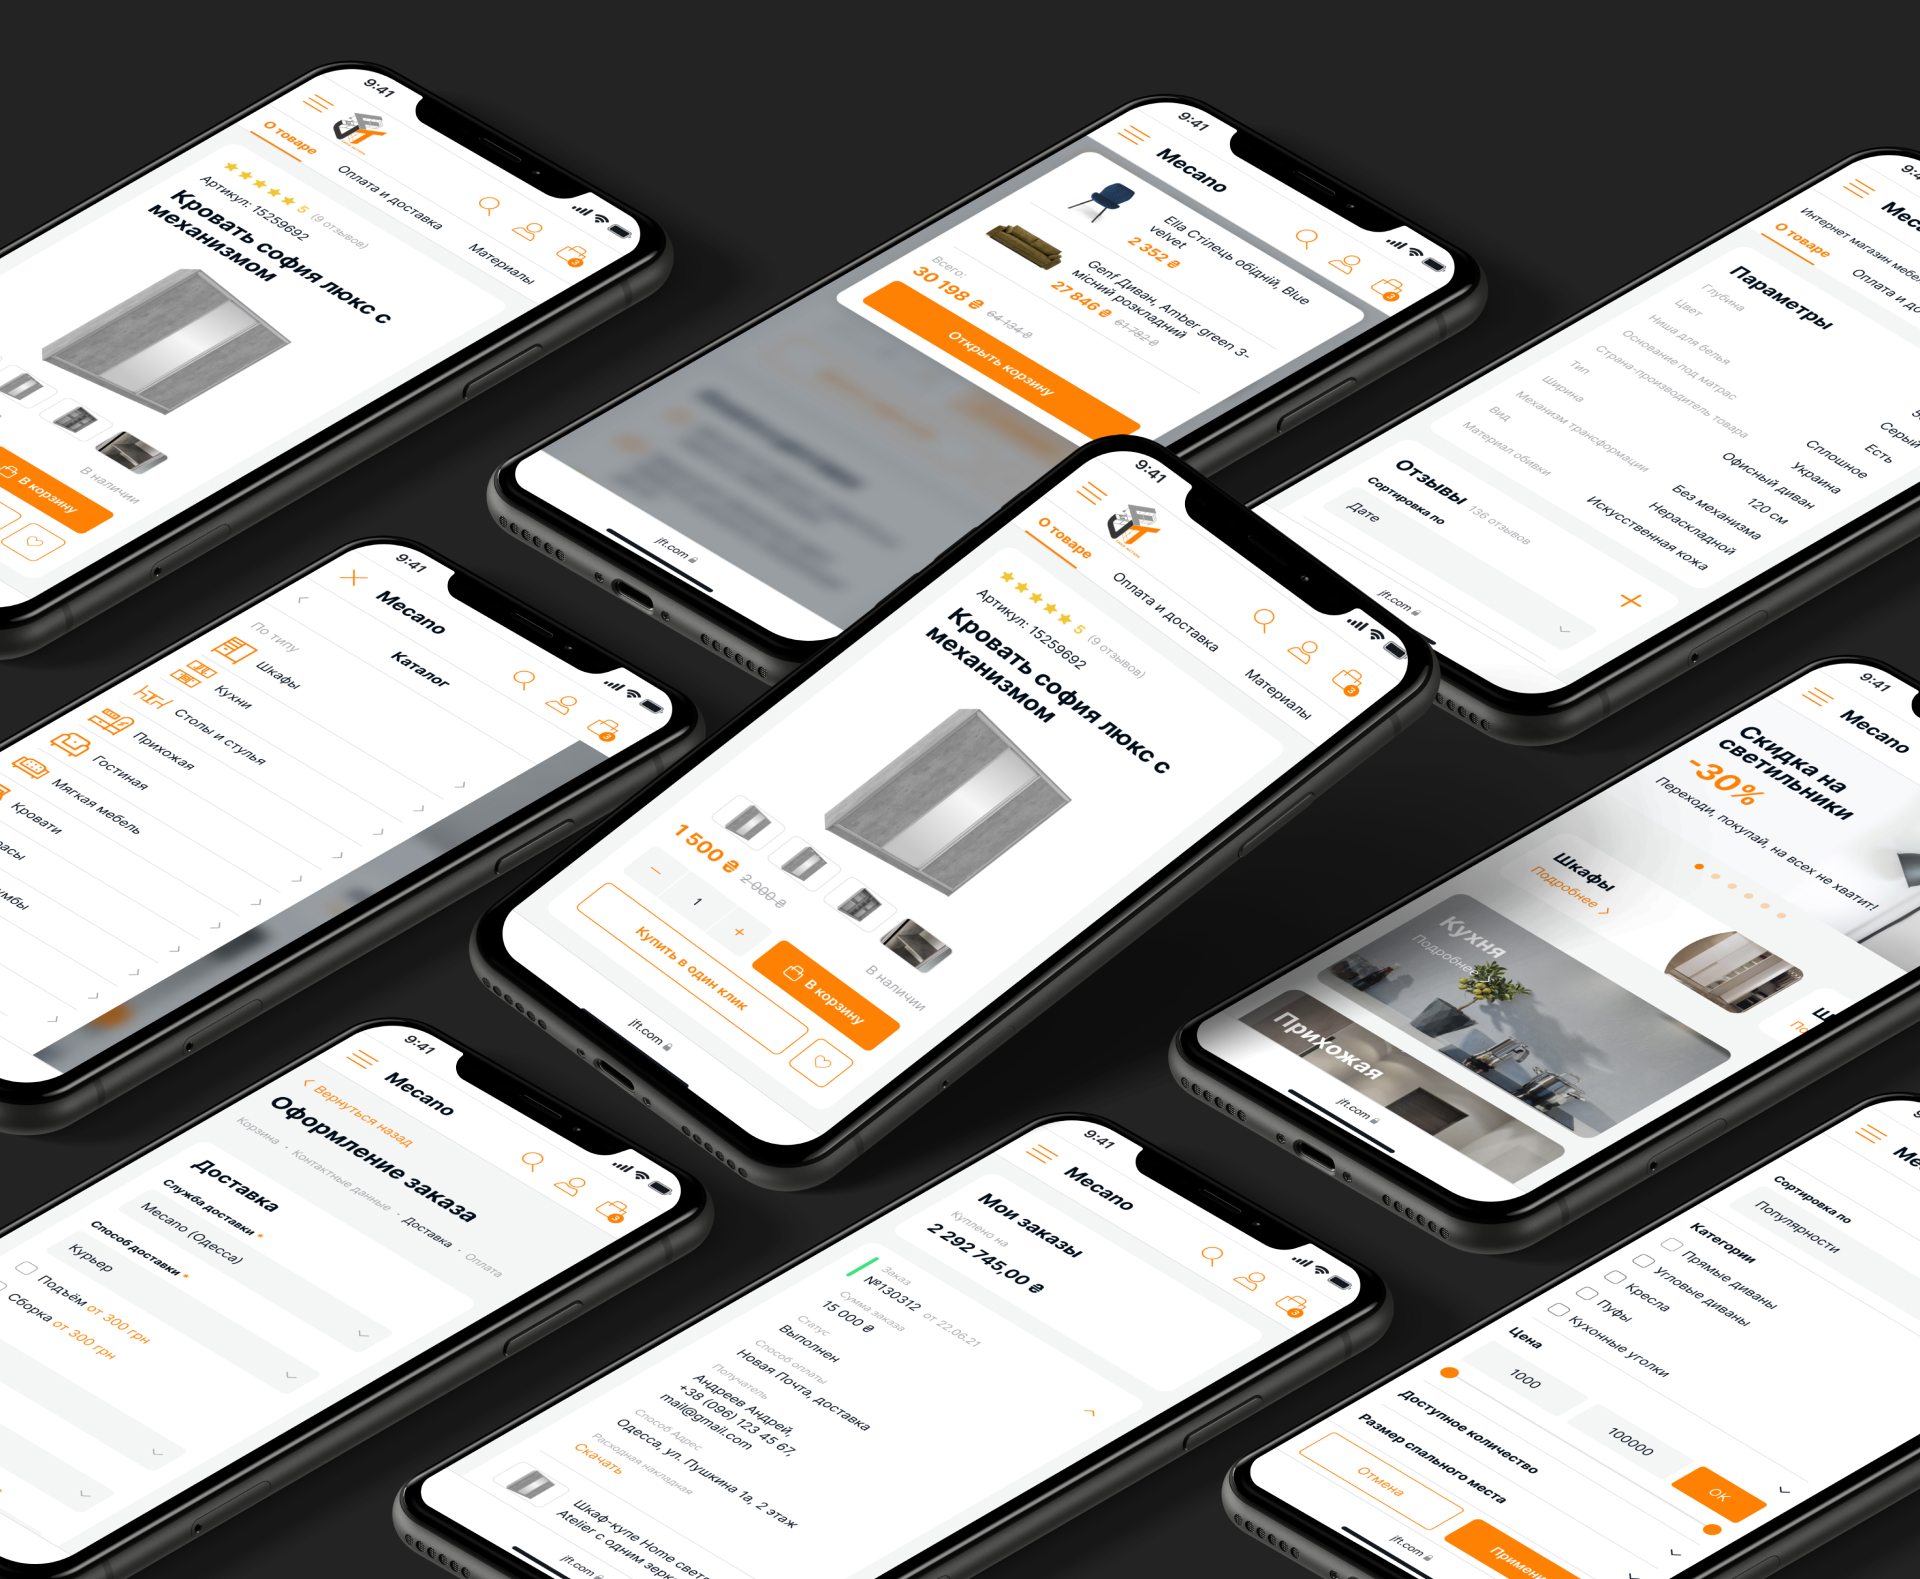 9:41
О товаре
Оплата и доставка
Материалы
5 (9 отзывов)
Артикул: 15259692
Кровать софия люкс с
механизмом
В наличии
В корзину
3
9:41
Mecano
3
Ella Стілець обідній, Blue
velvet
2 352 ₴
Genf Диван, Amber green 3-
місний розкладний
27 846 ₴ 61 782 ₴
Всего:
30 198 ₴ 64 134 ₴
Открыть корзину
jft.com
Интернет магазин мебе
О товаре
Оплата и до
Параметры
Глубина
Цвет
Серый
Ниша для белья
Есть
Основание под матрас
Сплошное
Страна-производитель товара
Украина
Тип
Офисный диван
Ширина
120 см
Механизм трансформации
Без механизма
Вид
Нераскладной
Материал обивки
Искусственная кожа
Отзывы 136 отзывов
Сортировка по
Дате
jft.com
9:41
Mecano
3
Каталог
По типу
Шкафы
Кухни
Столы и стулья
Прихожая
Гостиная
Мягкая мебель
Кровати
9:41
О товаре
Оплата и доставка
Материалы
3
5 (9 отзывов)
Артикул: 15259692
Кровать софия люкс с
механизмом
1 500 ₴ 2 000 ₴
В наличии
1
В корзину
Купить в один клик
jft.com
9:41
Mecano
Скидка на
светильники
-30%
Переходи, покупай, на всех не хватит!
Шкафы
Подробнее
Кухня
Подробнее
Прихожая
jft.com
9:41
Mecano
3
Вернуться назад
Оформление заказа
Корзина · Контактные данные · Доставка · Оплата
Доставка
Служба доставки *
Mecano (Одесса)
Способ доставки *
Курьер
Подъём от 300 грн
Сборка от 300 грн
9:41
Mecano
3
Мои заказы
Куплено на
2 292 745.00 ₴
Заказ
№130312 от 22.06.21
Сумма заказа
15 000 ₴
Статус
Выполнен
Способ оплаты
Новая Почта, доставка
Получатель
Андреев Андрей,
+38 (096) 123 45 67,
mail@gmail.com
Способ Адрес
Одесса, ул. Пушкина 1а, 2 этаж
Расходная накладная
Скачать
Шкаф-купе Home свет
Atelier с одним зерк
jft.com
Сортировка по
Популярности
Категории
Прямые диваны
Угловые диваны
Кресла
Пуфы
Кухонные уголки
Цена
1000
100000
OK
Доступное количество
Размер спального места
Отмена
jft.com